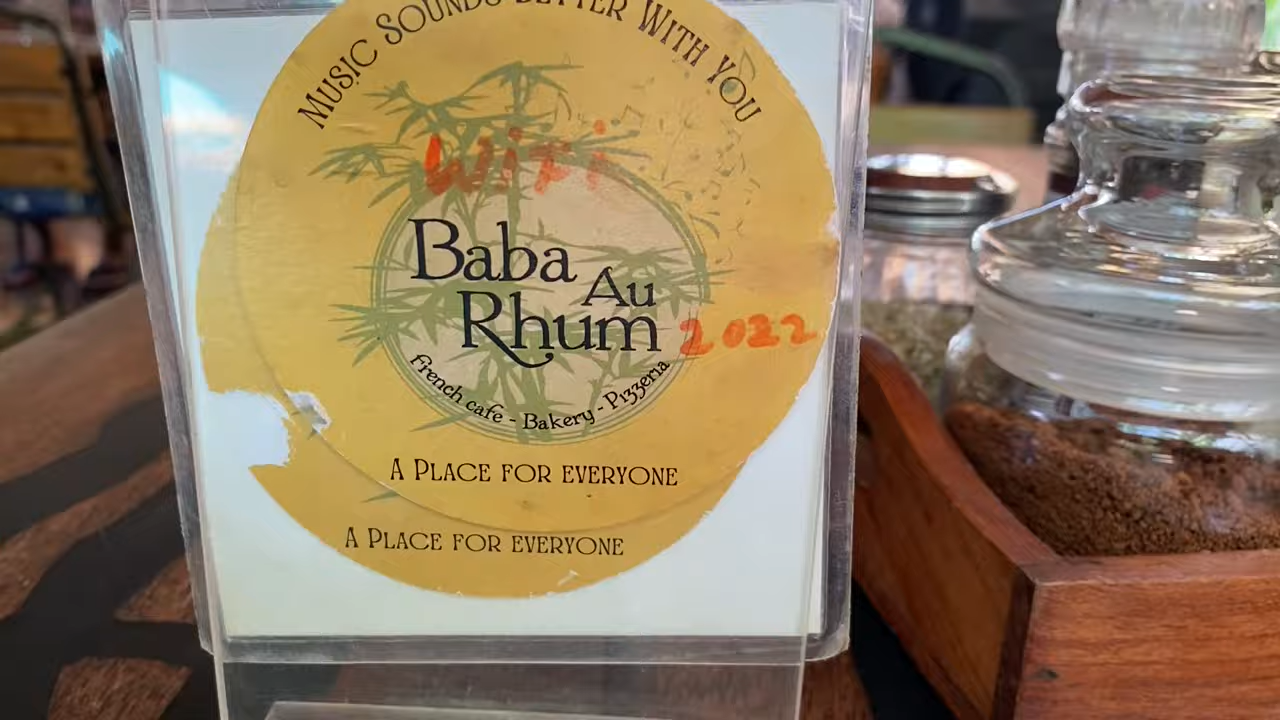 MUSIC SOUNDS BETTER WITH YOU
WiFi
Baba
Au
Rhum
2022
French cafe - Bakery - Pizzeria
A PLACE FOR EVERYONE
A PLACE FOR EVERYONE